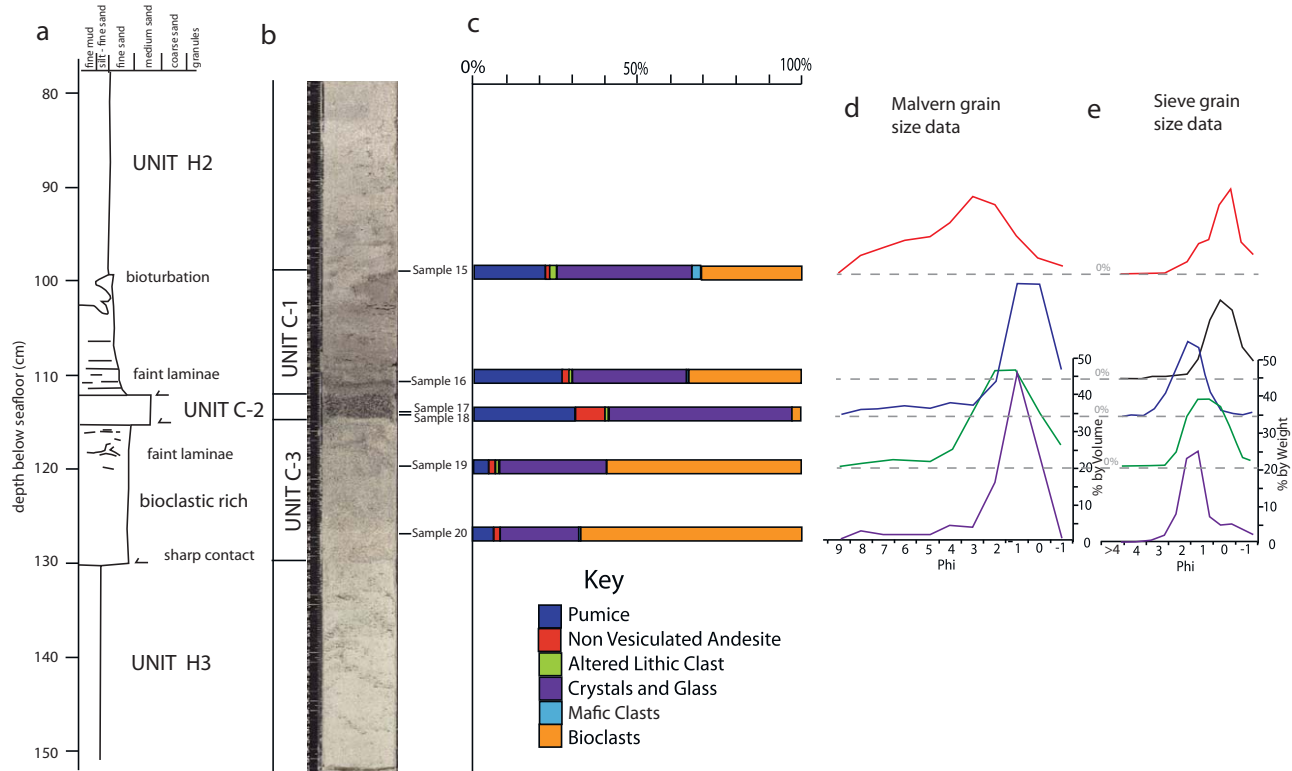 a
fine mud
silt - fine sand
fine sand
medium sand
coarse sand
granules
depth below seafloor (cm)
80
90
100
110
120
130
140
150
UNIT H2
bioturbation
faint laminae
UNIT C-2
faint laminae
bioclastic rich
sharp contact
UNIT H3
b
UNIT C-1
UNIT C-3
c
0%
50%
100%
Sample 15
Sample 16
Sample 17
Sample 18
Sample 19
Sample 20
Key
Pumice
Non Vesiculated Andesite
Altered Lithic Clast
Crystals and Glass
Mafic Clasts
Bioclasts
d
Malvern grain
size data
0%
0%
0%
0%
50
40
30
20
10
0
% by Volume
9 8 7 6 5 4 3 2 1 0 -1
Phi
e
Sieve grain
size data
50
40
30
20
10
0
% by Weight
>4 4 3 2 1 0 -1
Phi